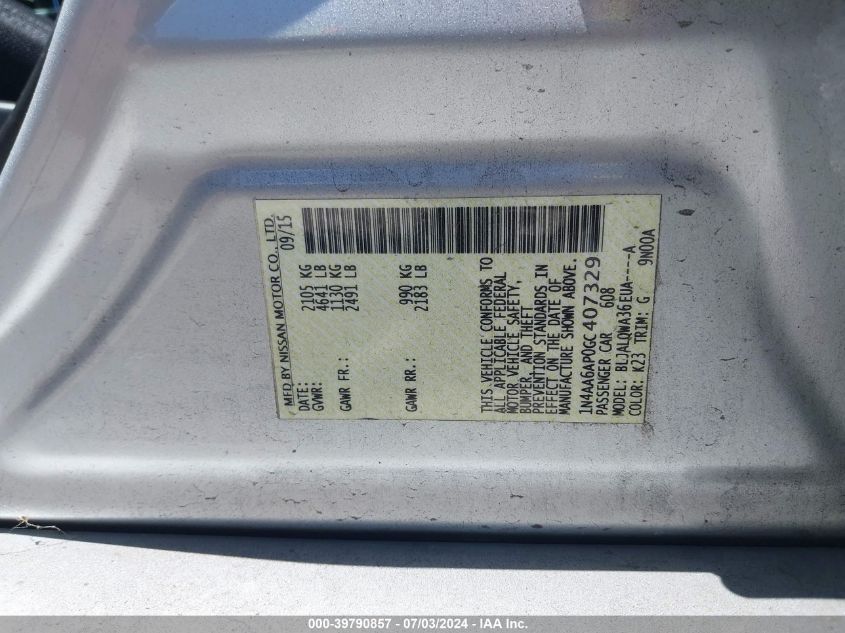 MFD BY NISSAN MOTOR CO., LTD.
DATE: 09/15
GVWR: 2105 KG
4641 LB
GAWR FR: 1130 KG
2491 LB
GAWR RR: 990 KG
2183 LB
THIS VEHICLE CONFORMS TO
ALL APPLICABLE FEDERAL
MOTOR VEHICLE SAFETY,
BUMPER, AND THEFT
PREVENTION STANDARDS IN
EFFECT ON THE DATE OF
MANUFACTURE SHOWN ABOVE.
1N4AA6AP0GC407329
PASSENGER CAR 608
MODEL: BLJALQWA36EUA----A
COLOR: K23 TRIM: G 9N00A
000-39790857 - 07/03/2024 - IAA Inc.